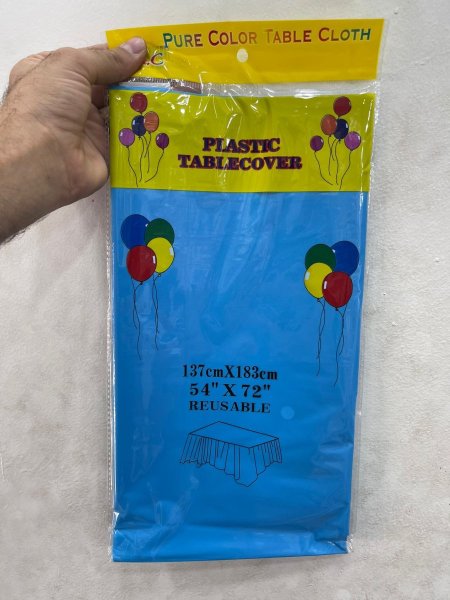 PURE COLOR TABLE CLOTH
PLASTIC
TABLECOVER
137cmX183cm
54" X 72"
REUSABLE